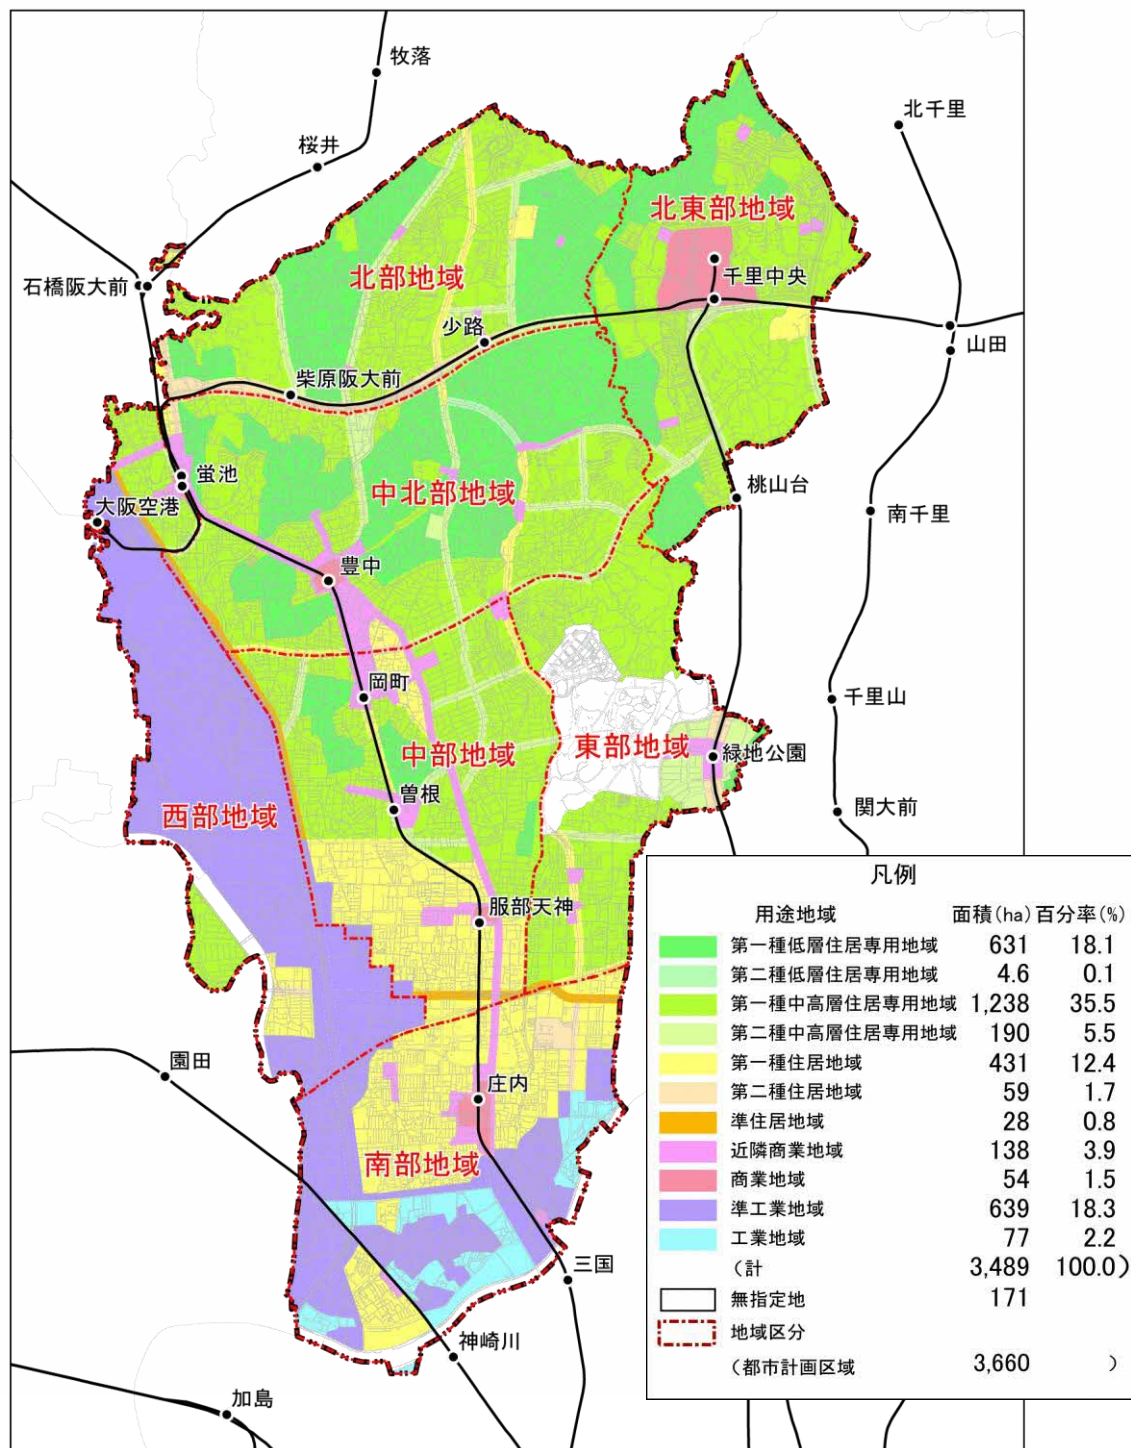 牧落
北千里
桜井
北東部地域
北部地域
千里中央
石橋阪大前
少路
山田
柴原阪大前
蛍池
桃山台
中北部地域
大阪空港
南千里
豊中
岡町
千里山
中部地域
東部地域
緑地公園
曽根
西部地域
関大前
服部天神
園田
庄内
南部地域
三国
神崎川
加島
凡例
用途地域 面積(ha) 百分率(%)
第一種低層住居専用地域 631 18.1
第二種低層住居専用地域 4.6 0.1
第一種中高層住居専用地域 1,238 35.5
第二種中高層住居専用地域 190 5.5
第一種住居地域 431 12.4
第二種住居地域 59 1.7
準住居地域 28 0.8
近隣商業地域 138 3.9
商業地域 54 1.5
準工業地域 639 18.3
工業地域 77 2.2
(計 3,489 100.0)
無指定地 171
地域区分
(都市計画区域 3,660 )